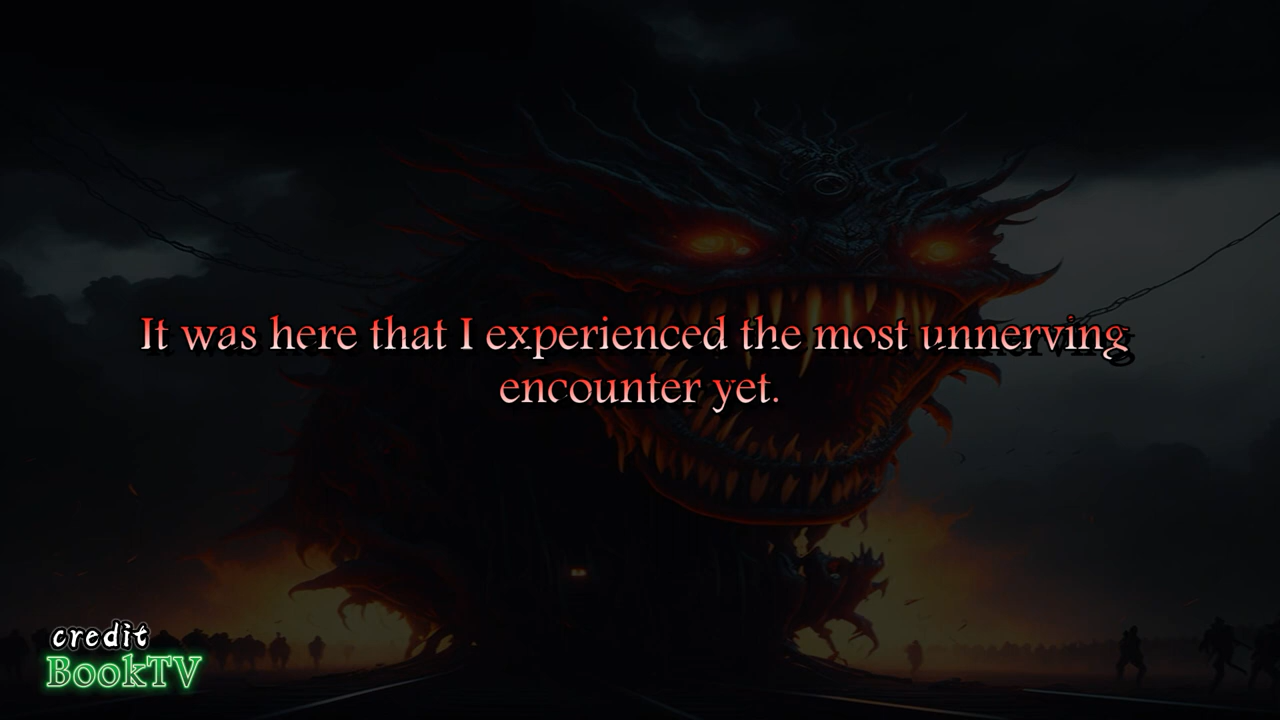 It was here that I experienced the most unnerving
encounter yet.
credit
BookTV